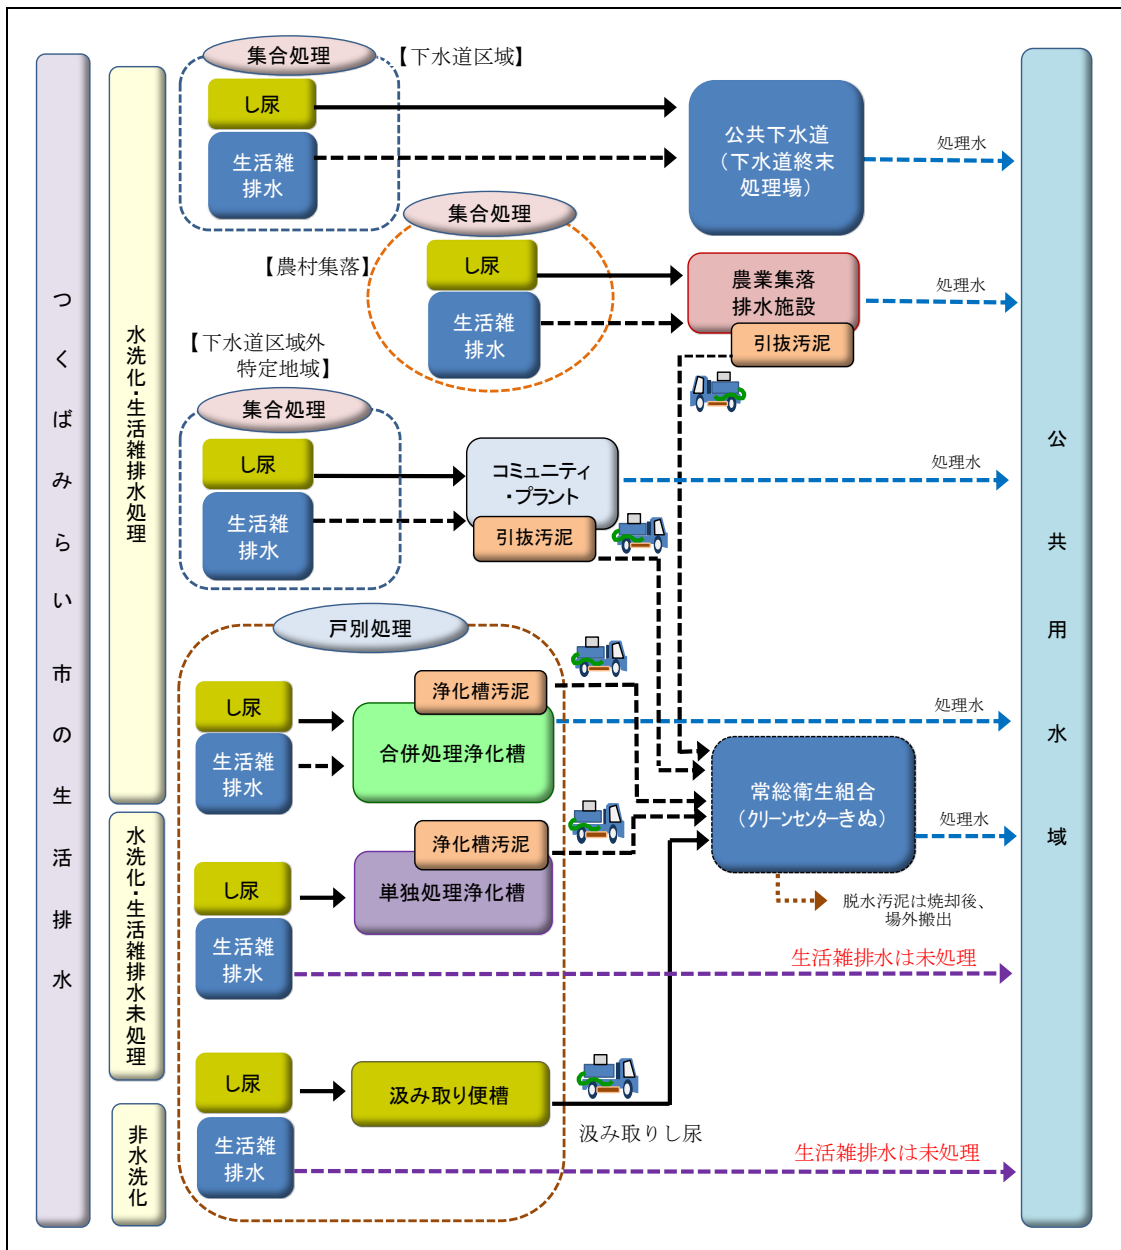 つくばみらい市の生活排水
水洗化・生活雑排水処理
水洗化・生活雑排水未処理
非水洗化
集合処理
【下水道区域】
し尿
生活雑
排水
公共下水道
（下水道終末
処理場）
処理水
集合処理
【農村集落】
し尿
生活雑
排水
農業集落
排水施設
引抜汚泥
処理水
【下水道区域外
特定地域】
集合処理
し尿
生活雑
排水
コミュニティ
・プラント
引抜汚泥
処理水
戸別処理
し尿
生活雑
排水
浄化槽汚泥
合併処理浄化槽
処理水
し尿
生活雑
排水
浄化槽汚泥
単独処理浄化槽
常総衛生組合
（クリーンセンターきぬ）
処理水
脱水汚泥は焼却後、
場外搬出
生活雑排水は未処理
し尿
生活雑
排水
汲み取り便槽
汲み取りし尿
生活雑排水は未処理
公共用水域